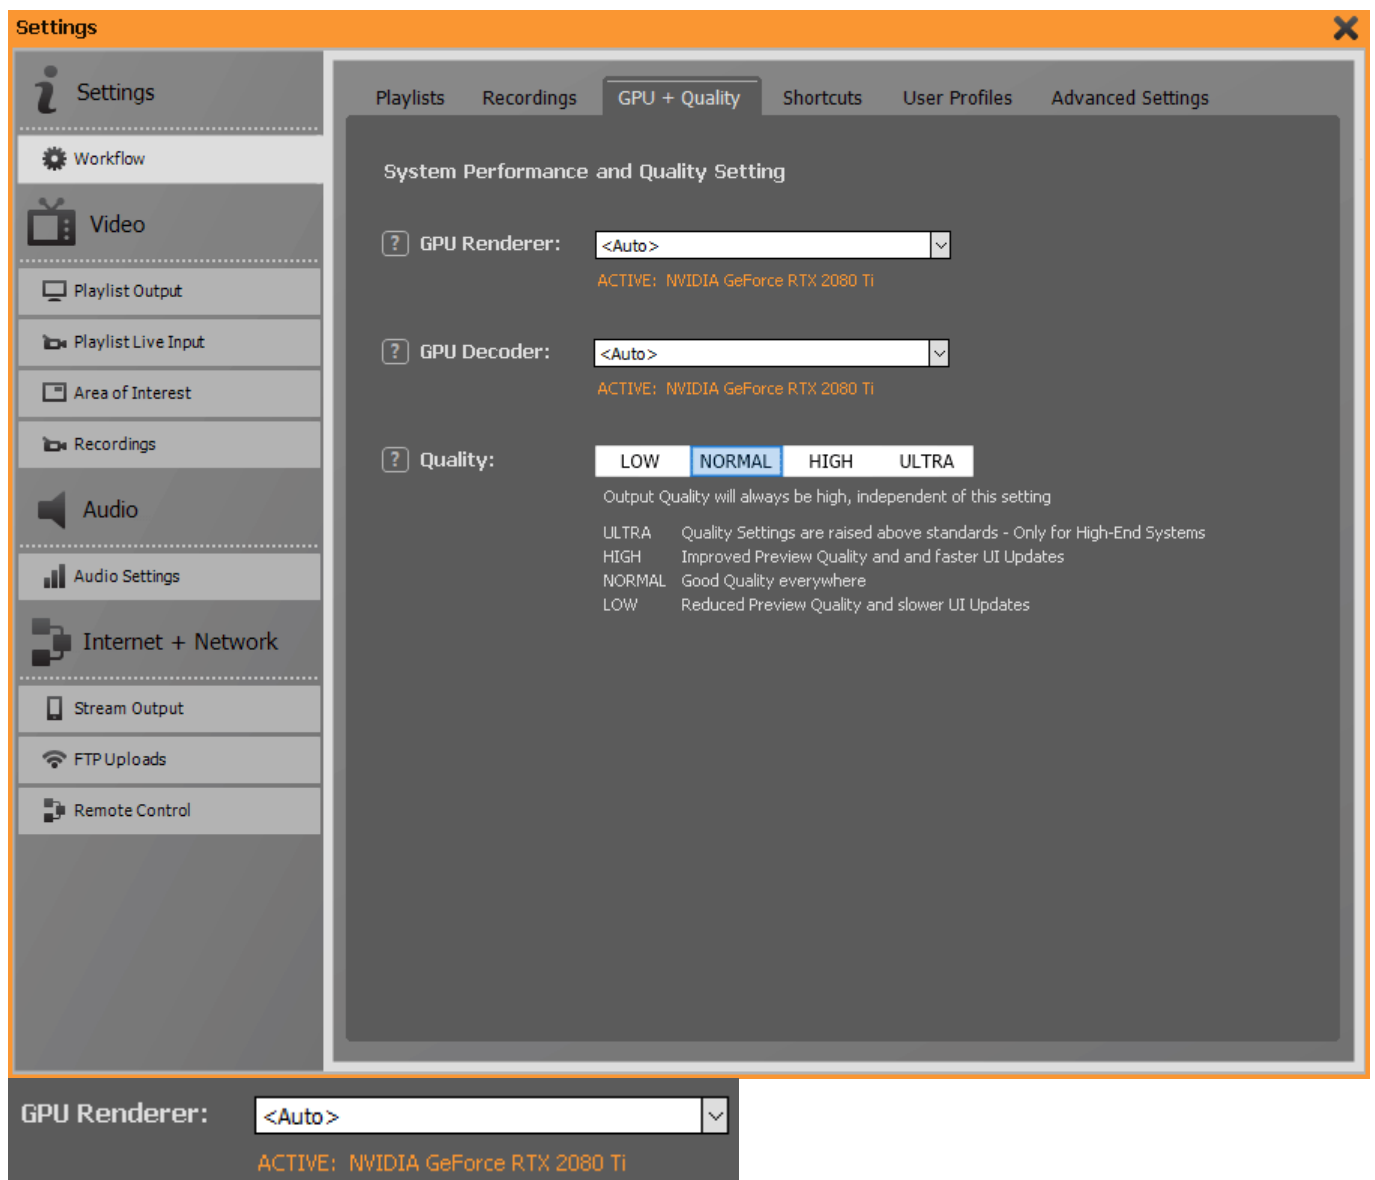 Settings
Settings
Workflow
Video
Playlist Output
Playlist Live Input
Area of Interest
Recordings
Audio
Audio Settings
Internet + Network
Stream Output
FTP Uploads
Remote Control
Playlists Recordings GPU + Quality Shortcuts User Profiles Advanced Settings
System Performance and Quality Setting
? GPU Renderer: <Auto>
ACTIVE: NVIDIA GeForce RTX 2080 Ti
? GPU Decoder: <Auto>
ACTIVE: NVIDIA GeForce RTX 2080 Ti
? Quality: LOW NORMAL HIGH ULTRA
Output Quality will always be high, independent of this setting
ULTRA Quality Settings are raised above standards - Only for High-End Systems
HIGH Improved Preview Quality and and faster UI Updates
NORMAL Good Quality everywhere
LOW Reduced Preview Quality and slower UI Updates
GPU Renderer: <Auto>
ACTIVE: NVIDIA GeForce RTX 2080 Ti